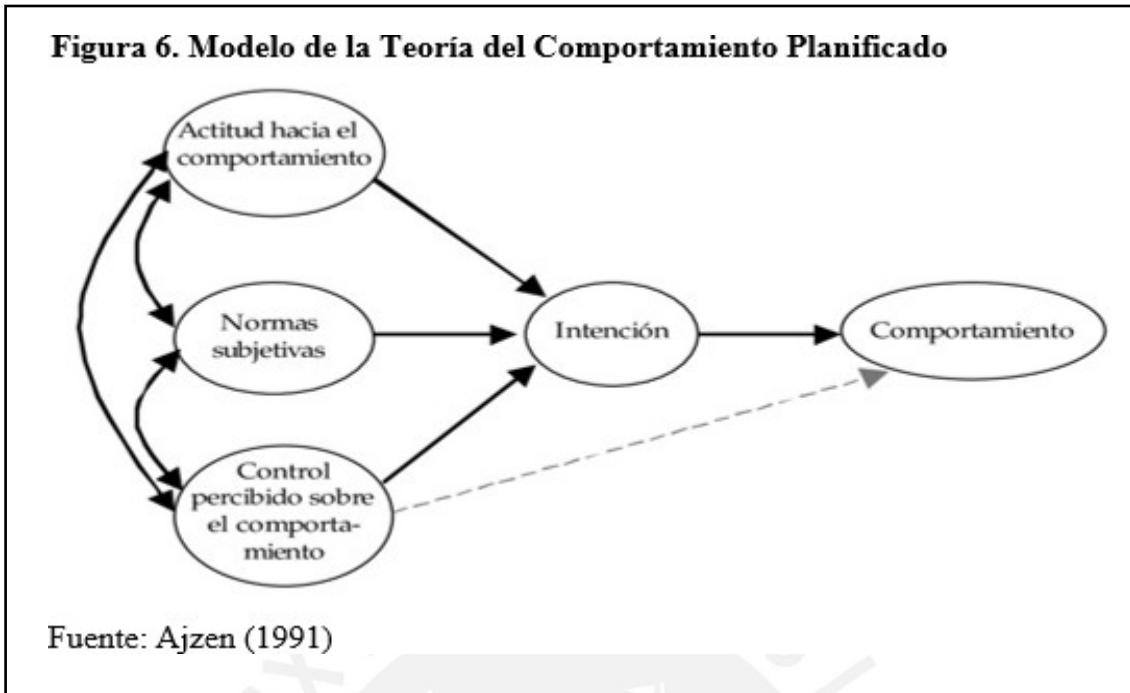 Figura 6. Modelo de la Teoría del Comportamiento Planificado
Actitud hacia el
comportamiento
Normas
subjetivas
Intención
Comportamiento
Control
percibido sobre
el comporta-
miento
Fuente: Ajzen (1991)